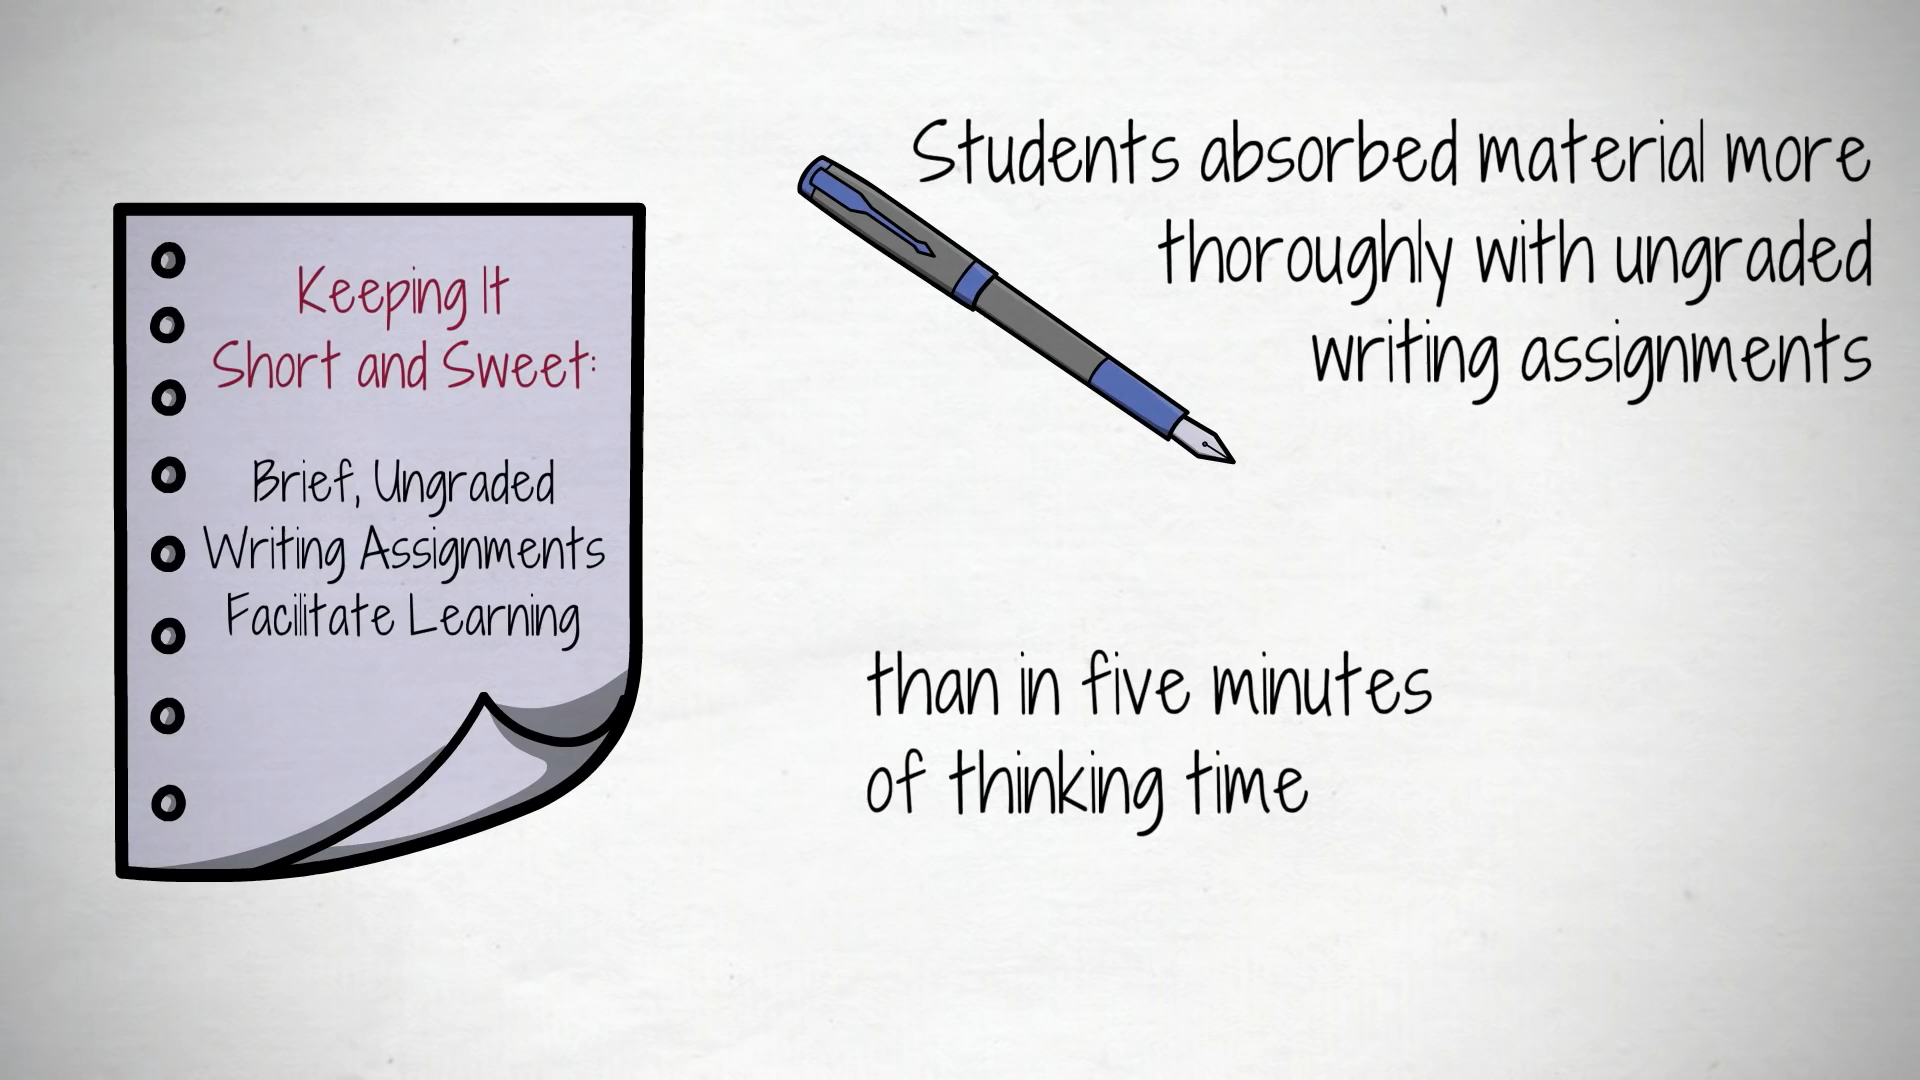 Keeping It
Short and Sweet:
Brief, Ungraded
Writing Assignments
Facilitate Learning
Students absorbed material more
thoroughly with ungraded
writing assignments
than in five minutes
of thinking time